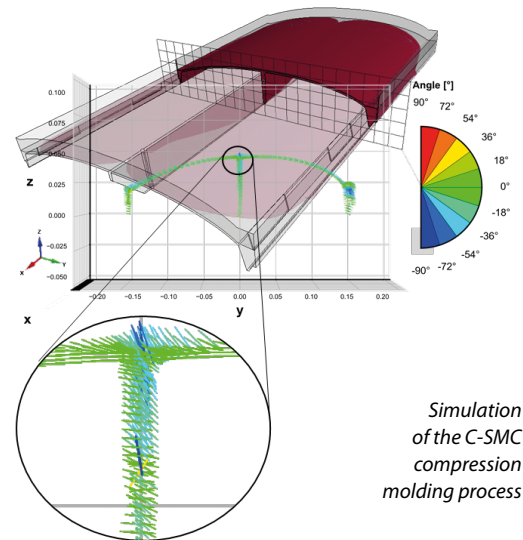 Angle [°]
90°
72°
54°
36°
18°
0°
-18°
-36°
-54°
-72°
-90°
0.100
0.075
0.050
z
0.025
0.000
−0.025
−0.050
z
x
Y
−0.20 −0.15 −0.10 −0.05 0.00 0.05 0.10 0.15 0.20
x
y
Simulation
of the C-SMC
compression
molding process